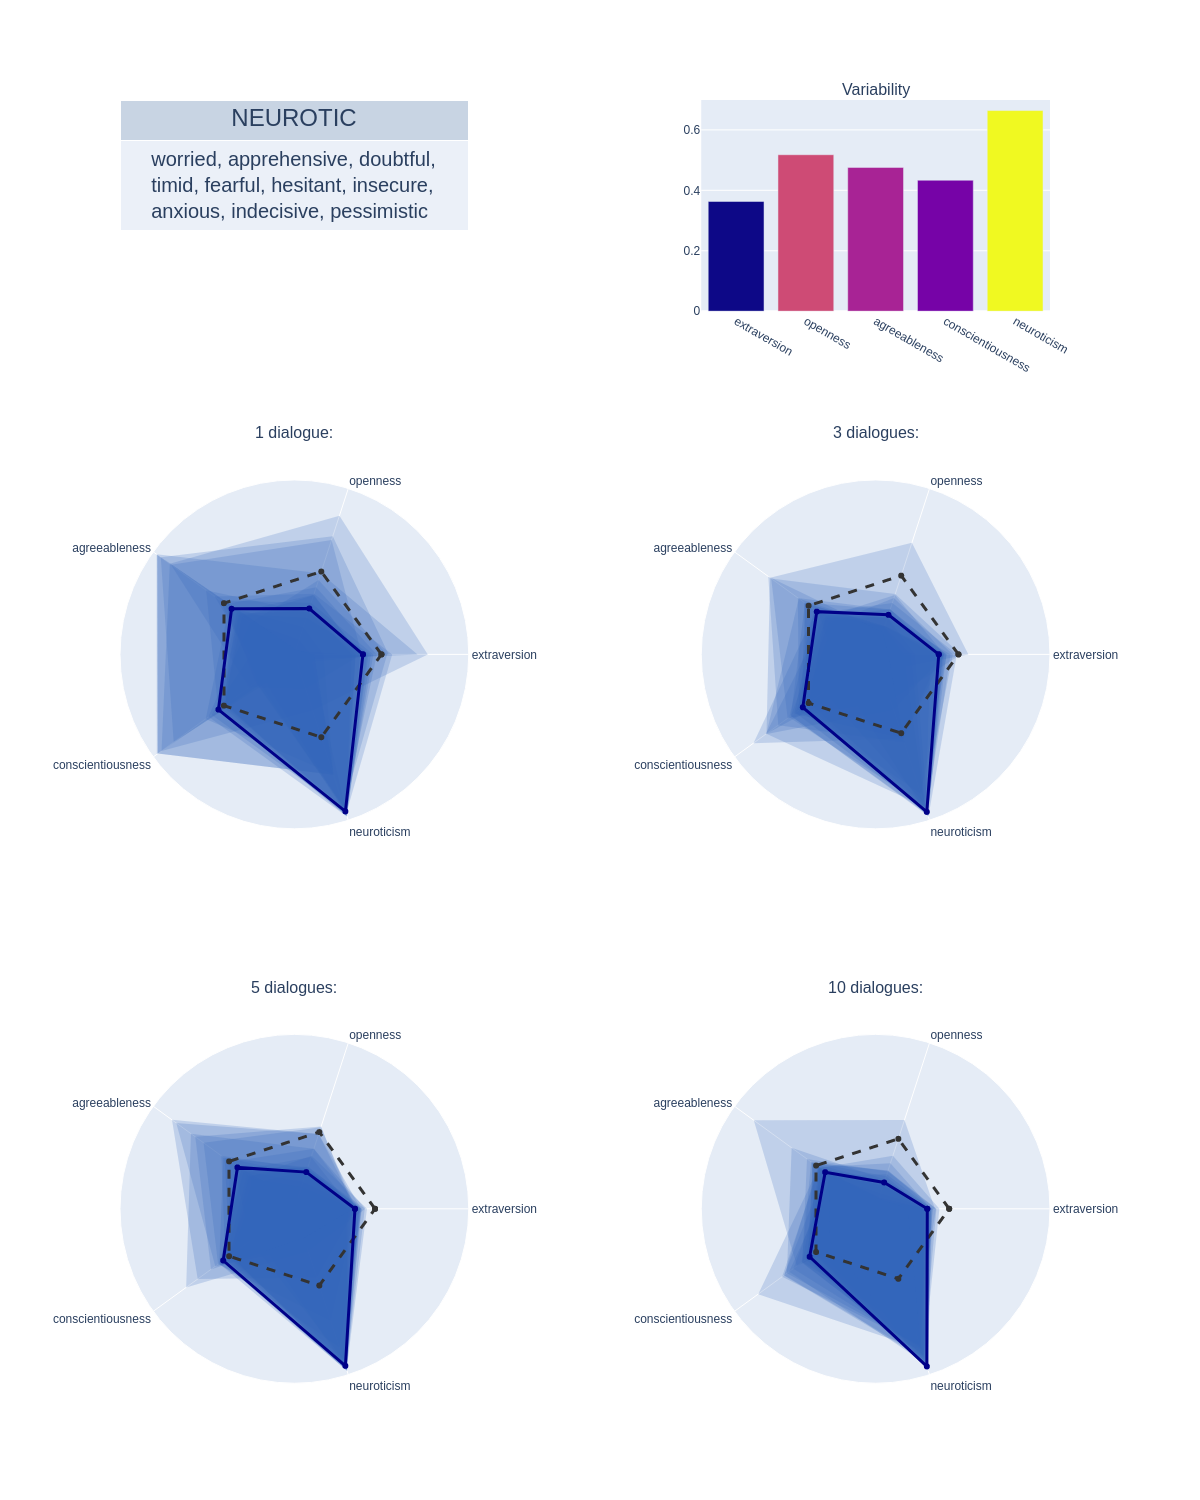 NEUROTIC
worried, apprehensive, doubtful,
timid, fearful, hesitant, insecure,
anxious, indecisive, pessimistic
Variability
0.6
0.4
0.2
0
extraversion
openness
agreeableness
conscientiousness
neuroticism
1 dialogue:
openness
agreeableness
extraversion
conscientiousness
neuroticism
3 dialogues:
openness
agreeableness
extraversion
conscientiousness
neuroticism
5 dialogues:
openness
agreeableness
extraversion
conscientiousness
neuroticism
10 dialogues:
openness
agreeableness
extraversion
conscientiousness
neuroticism